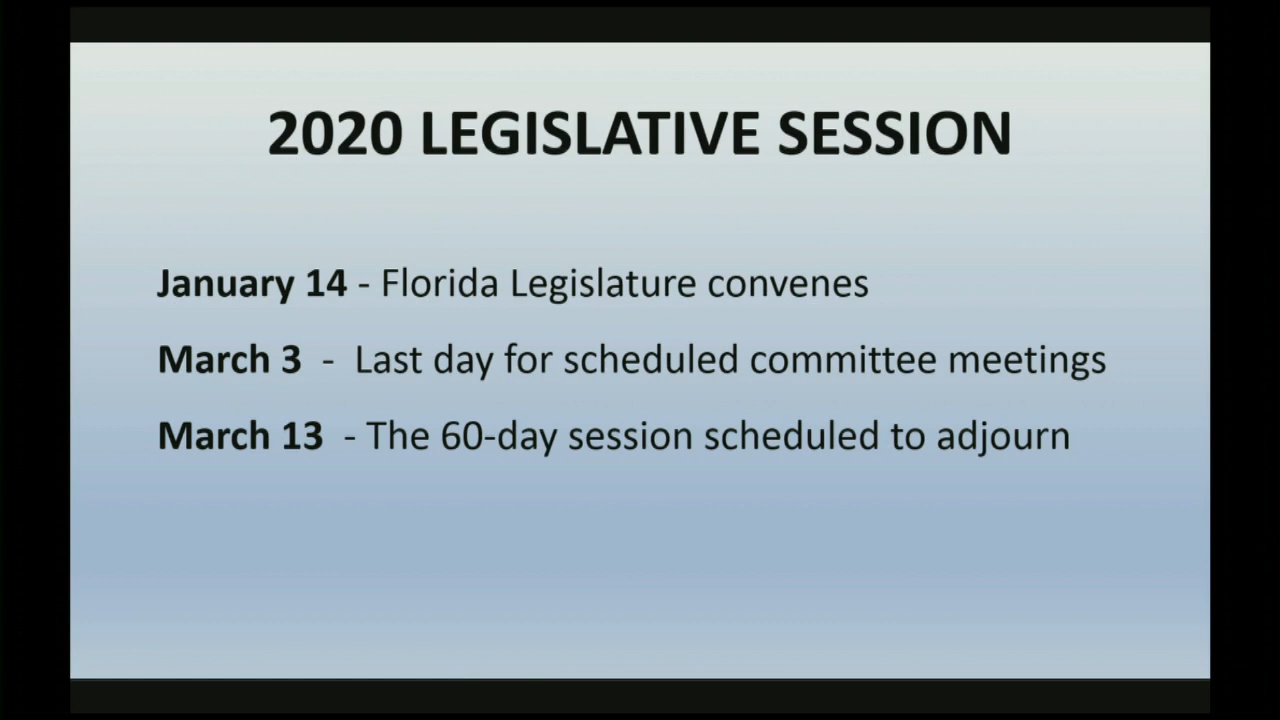 2020 LEGISLATIVE SESSION
January 14 - Florida Legislature convenes
March 3 - Last day for scheduled committee meetings
March 13 - The 60-day session scheduled to adjourn